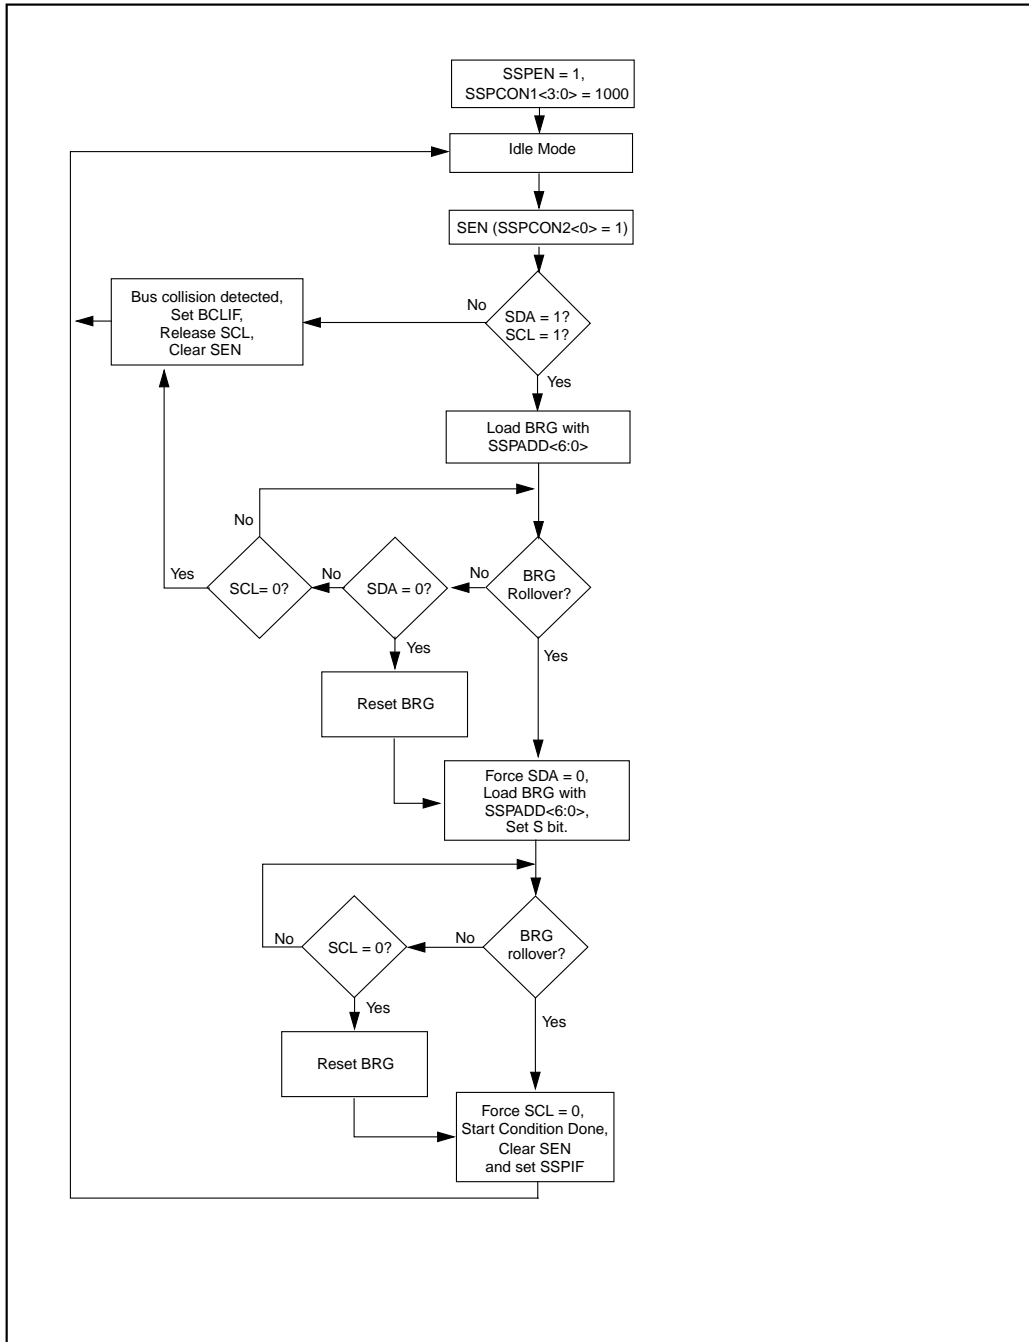 SSPEN = 1,
SSPCON1<3:0> = 1000
Idle Mode
SEN (SSPCON2<0> = 1)
Bus collision detected,
Set BCLIF,
Release SCL,
Clear SEN
No
SDA = 1?
SCL = 1?
Yes
Load BRG with
SSPADD<6:0>
No
Yes
SCL= 0?
No
SDA = 0?
No
BRG
Rollover?
Yes
Yes
Reset BRG
Force SDA = 0,
Load BRG with
SSPADD<6:0>,
Set S bit.
No
SCL = 0?
No
BRG
rollover?
Yes
Yes
Reset BRG
Force SCL = 0,
Start Condition Done,
Clear SEN
and set SSPIF